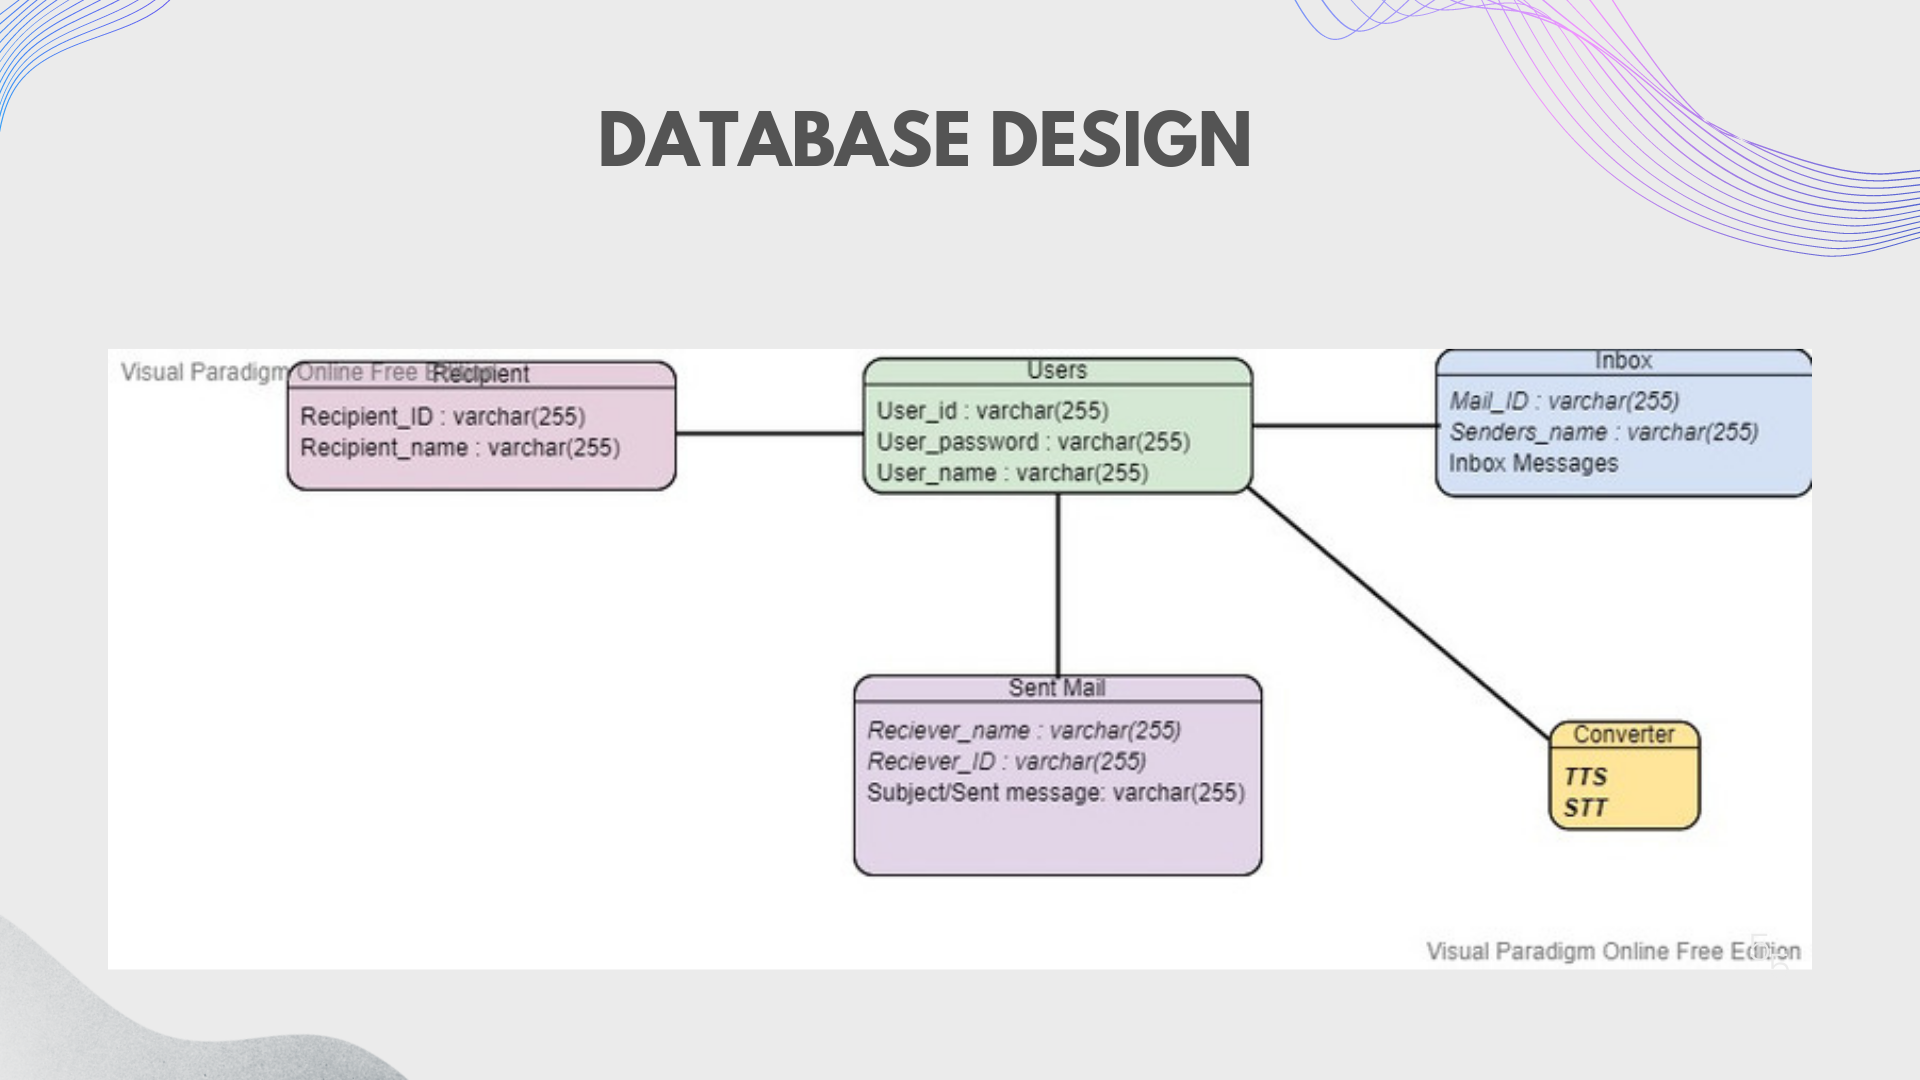 DATABASE DESIGN
Visual Paradigm Online Free Edition
Recipient
Recipient_ID : varchar(255)
Recipient_name : varchar(255)
Users
User_id : varchar(255)
User_password : varchar(255)
User_name : varchar(255)
Inbox
Mail_ID : varchar(255)
Senders_name : varchar(255)
Inbox Messages
Sent Mail
Reciever_name : varchar(255)
Reciever_ID : varchar(255)
Subject/Sent message: varchar(255)
Converter
TTS
STT
Visual Paradigm Online Free Edition